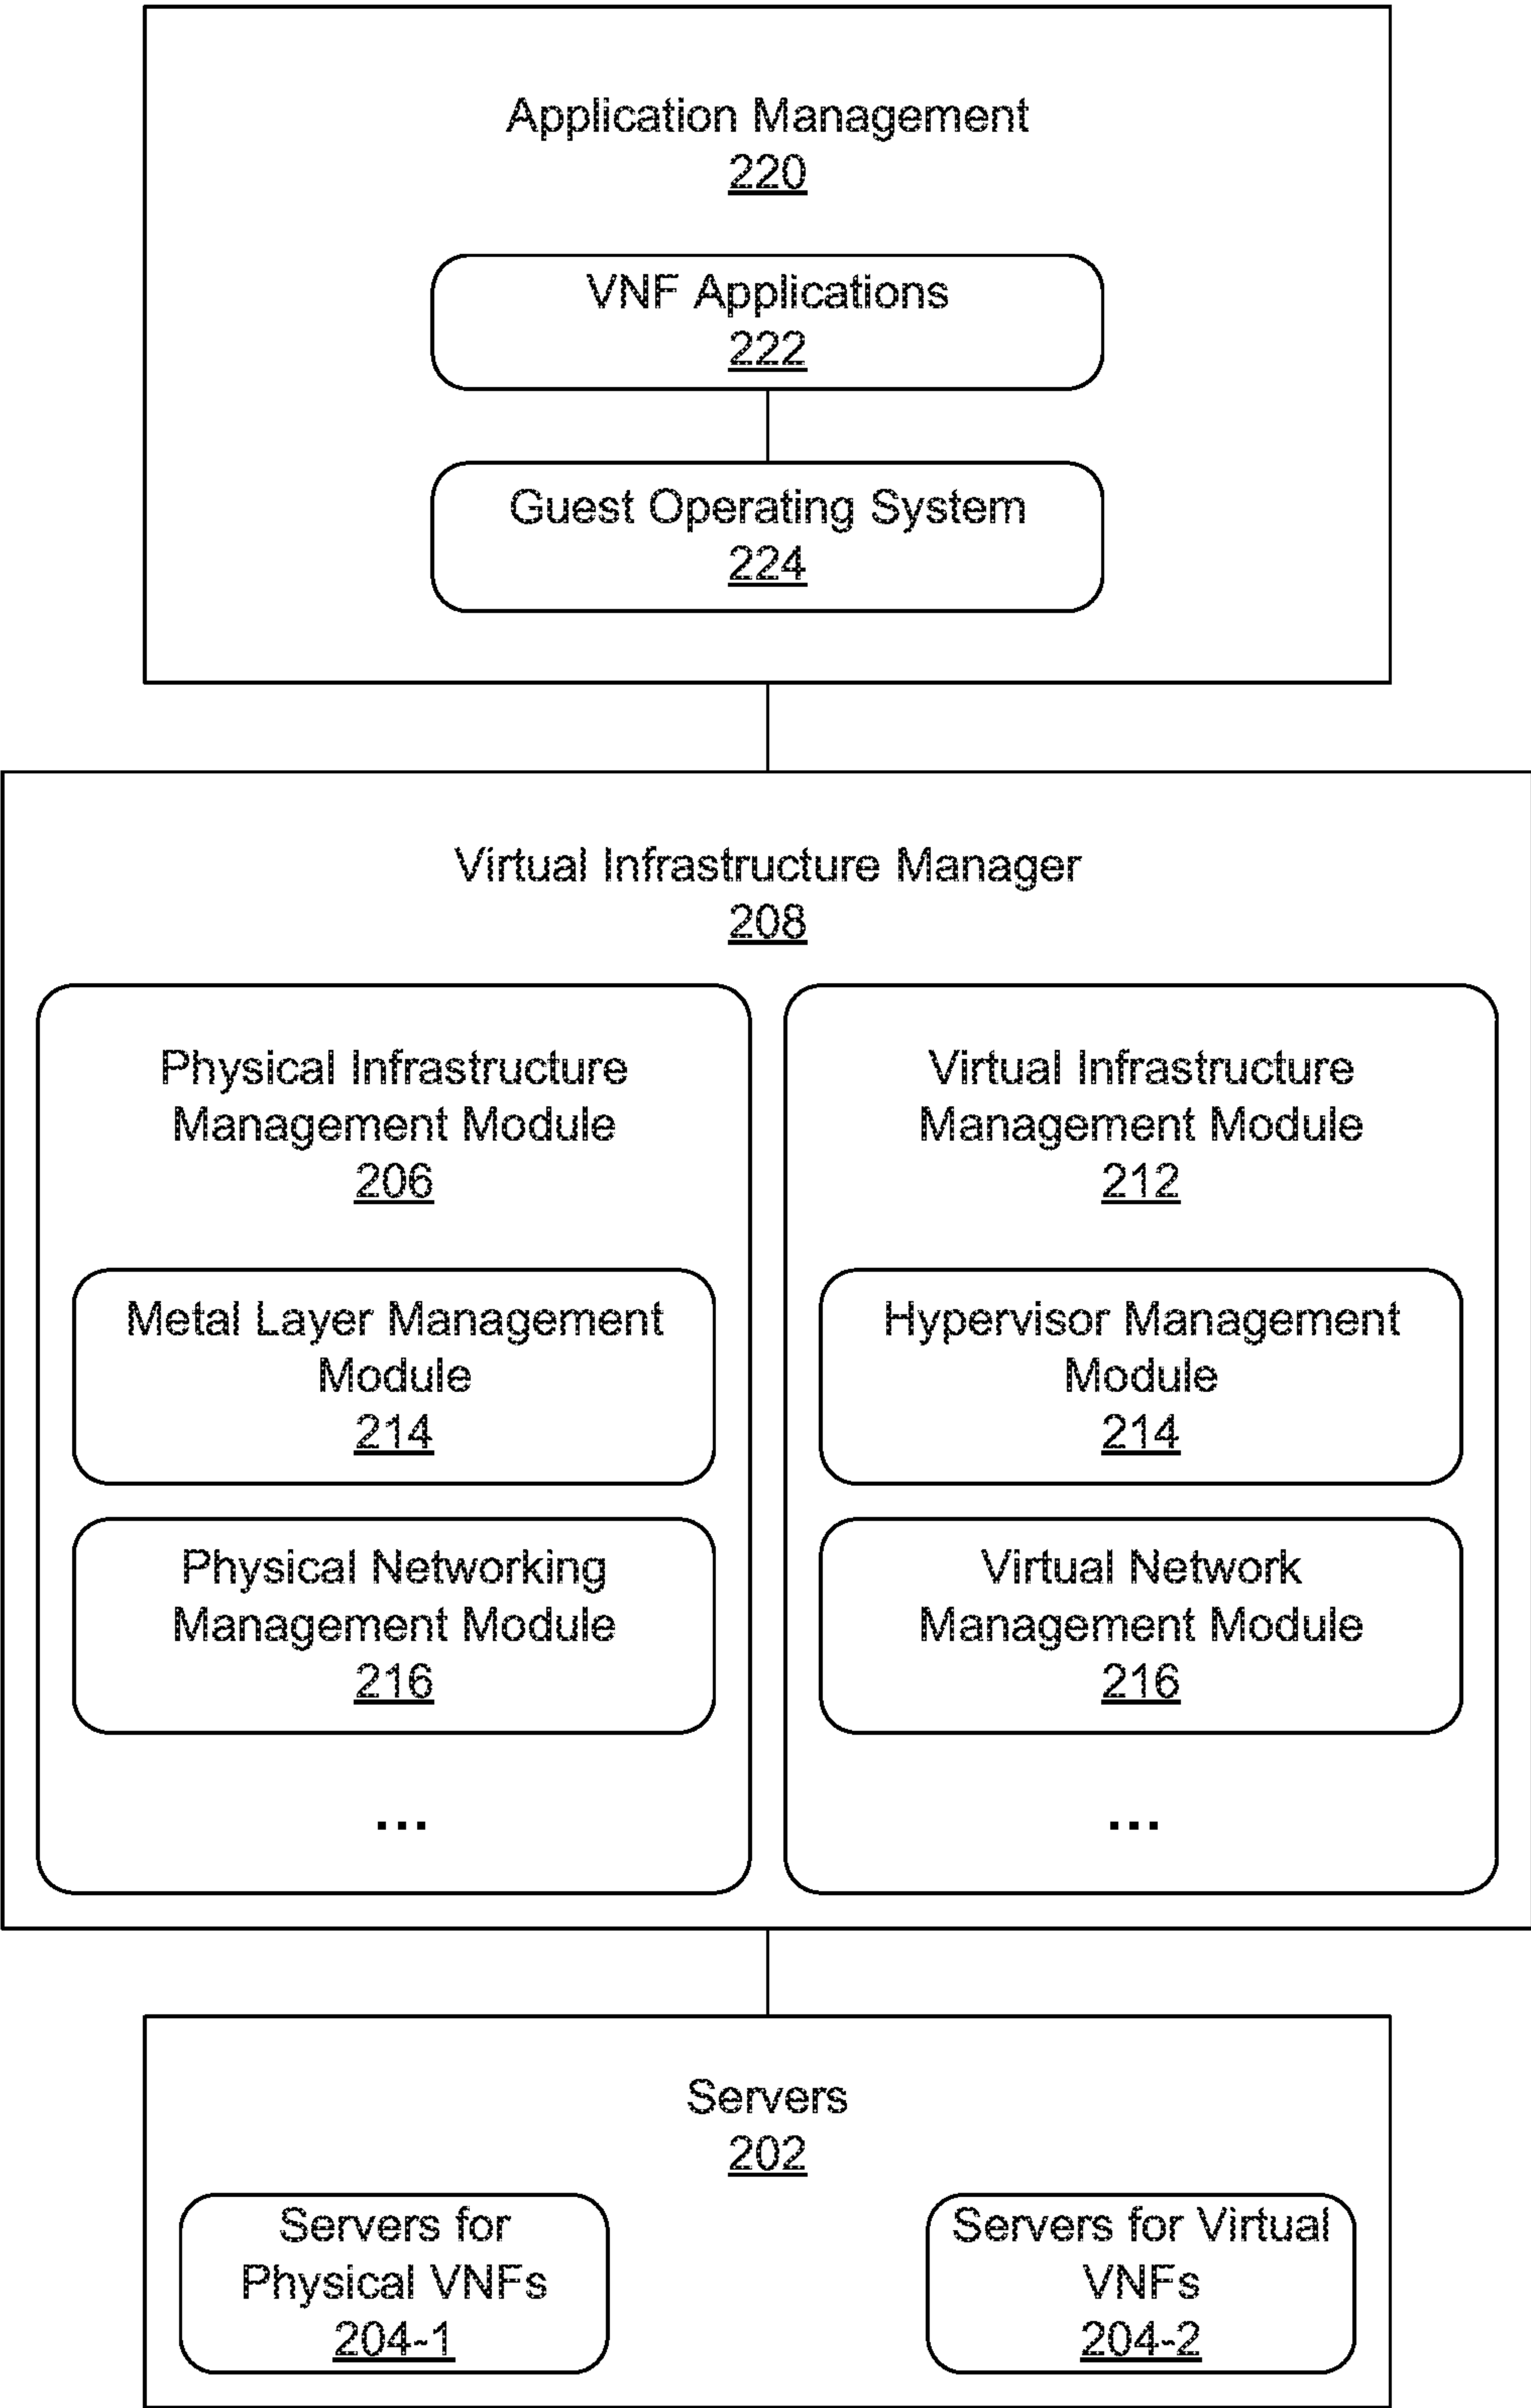 Application Management
220
VNF Applications
222
Guest Operating System
224
Virtual Infrastructure Manager
208
Physical Infrastructure
Management Module
206
Metal Layer Management
Module
214
Physical Networking
Management Module
216
...
Virtual Infrastructure
Management Module
212
Hypervisor Management
Module
214
Virtual Network
Management Module
216
...
Servers
202
Servers for
Physical VNFs
204-1
Servers for Virtual
VNFs
204-2